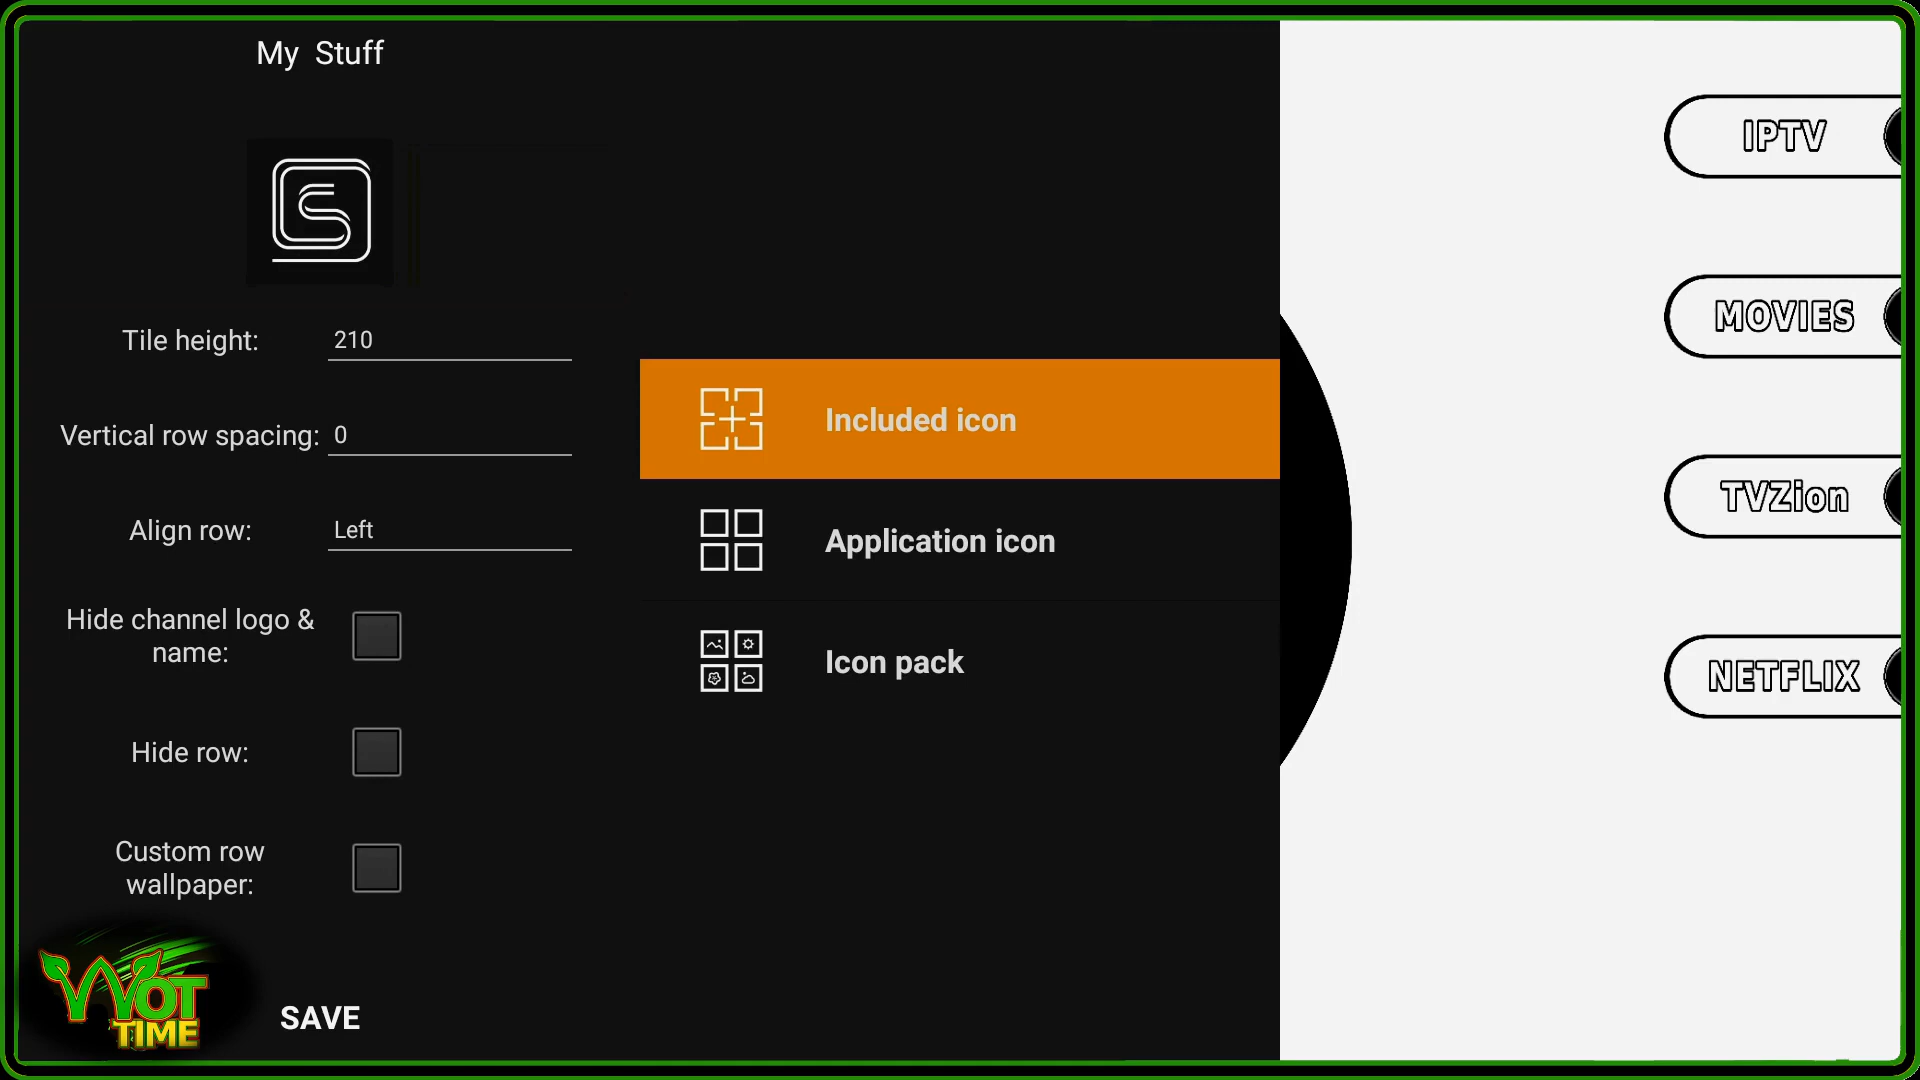 My Stuff
Tile height: 210
Vertical row spacing: 0
Align row: Left
Hide channel logo &
name:
Hide row:
Custom row
wallpaper:
WOT
TIME
SAVE
Included icon
Application icon
Icon pack
IPTV
MOVIES
TVZion
NETFLIX